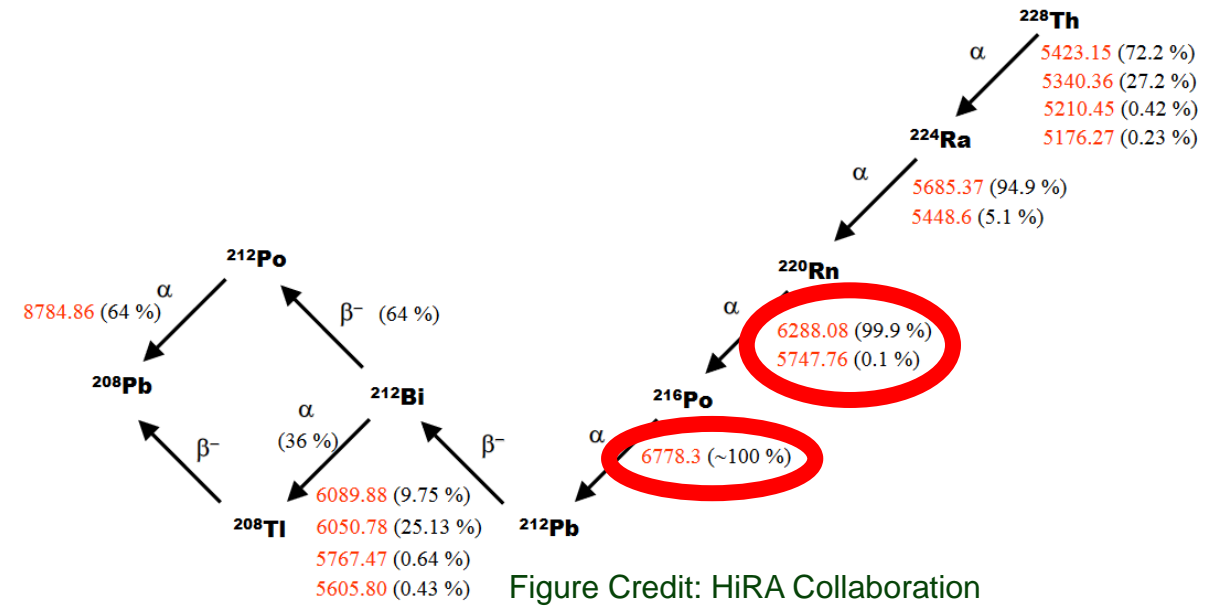 ²²⁸Th
α
5423.15 (72.2 %)
5340.36 (27.2 %)
5210.45 (0.42 %)
5176.27 (0.23 %)
²²⁴Ra
α
5685.37 (94.9 %)
5448.6 (5.1 %)
²²⁰Rn
α
6288.08 (99.9 %)
5747.76 (0.1 %)
²¹⁶Po
α
6778.3 (~100 %)
²¹²Pb
β⁻
²¹²Bi
β⁻ (64 %)
²¹²Po
α
8784.86 (64 %)
²⁰⁸Pb
α
(36 %)
6089.88 (9.75 %)
6050.78 (25.13 %)
5767.47 (0.64 %)
5605.80 (0.43 %)
²⁰⁸Tl
β⁻
Figure Credit: HiRA Collaboration